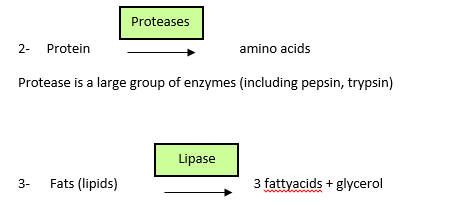 Proteases
2- Protein amino acids
Protease is a large group of enzymes (including pepsin, trypsin)
Lipase
3- Fats (lipids) 3 fattyacids + glycerol